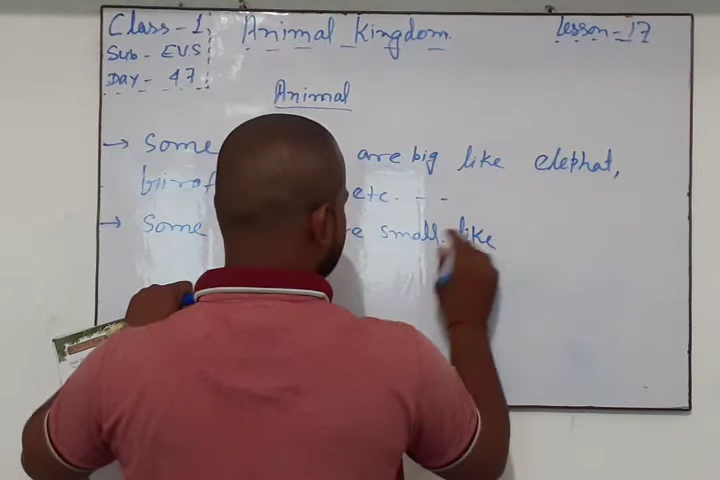 Class - 1
Animal Kingdom.
Lesson - 17
Sub - EVS
Day - 47
Animal
→ Some are big like elephat,
etc. - -
→ Some small like